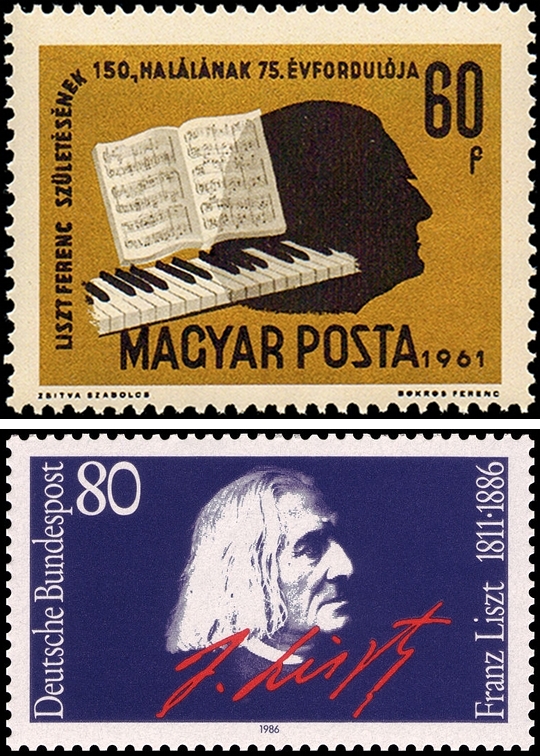 LISZT FERENC SZÜLETÉSÉNEK
150, HALÁLÁNAK 75. ÉVFORDULÓJA
60
f
MAGYAR POSTA 1961
ZSITVA SZABOLCS
BOKROS FERENC
Deutsche Bundespost
80
F. Liszt
Franz Liszt 1811·1886
1986